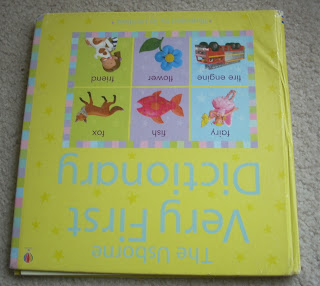 The Usborne
Very First
Dictionary
fairy
fish
fox
fire engine
flower
friend